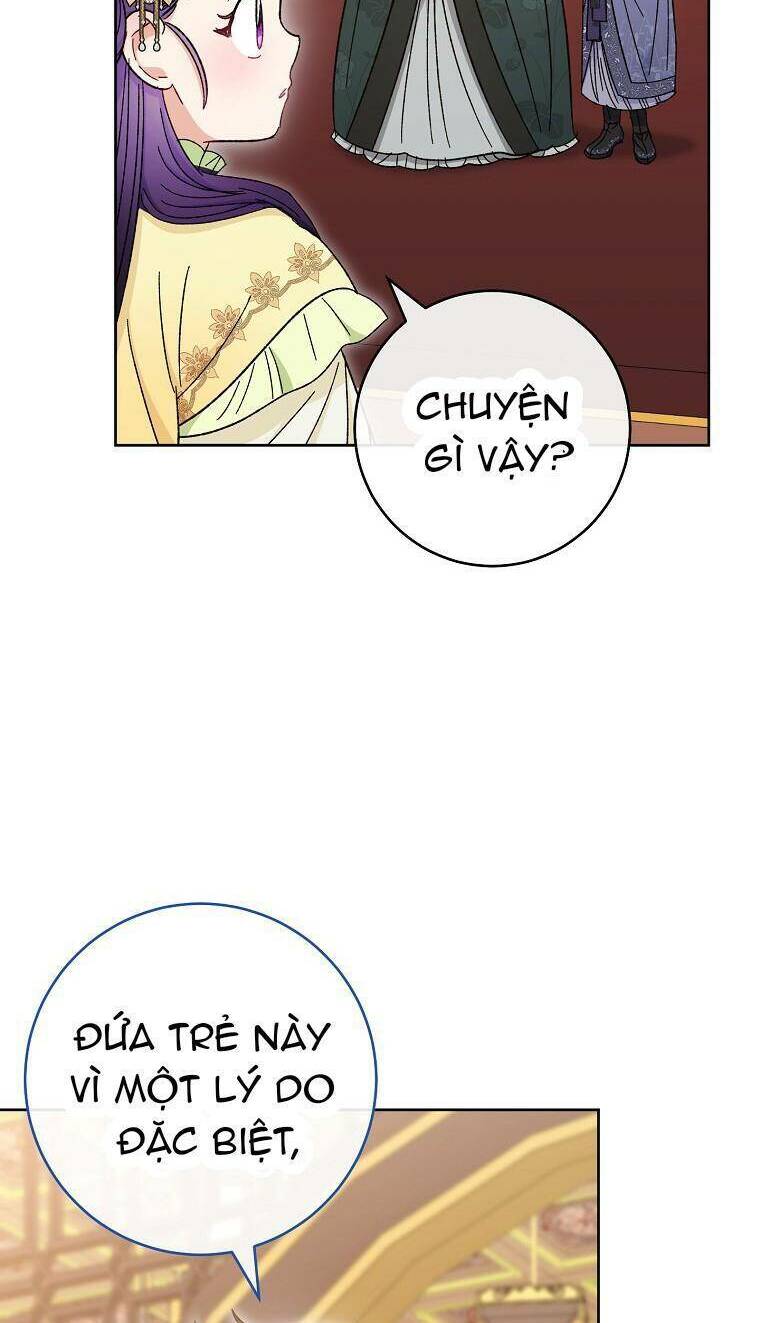 CHUYỆN
GÌ VẬY?
ĐỨA TRẺ NÀY
VÌ MỘT LÝ DO
ĐẶC BIỆT,